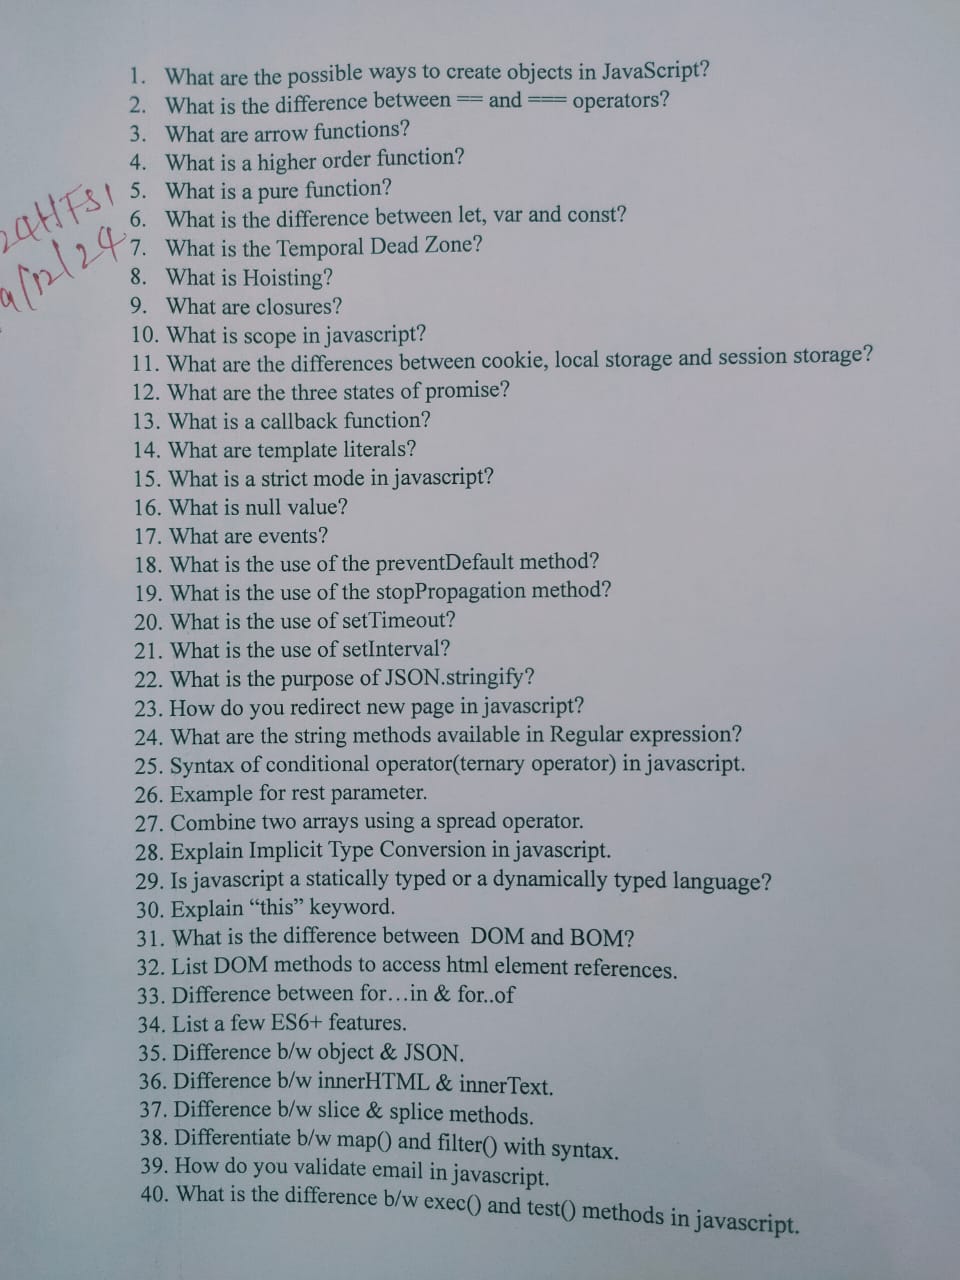 1. What are the possible ways to create objects in JavaScript?
2. What is the difference between == and === operators?
3. What are arrow functions?
4. What is a higher order function?
5. What is a pure function?
6. What is the difference between let, var and const?
7. What is the Temporal Dead Zone?
8. What is Hoisting?
9. What are closures?
10. What is scope in javascript?
11. What are the differences between cookie, local storage and session storage?
12. What are the three states of promise?
13. What is a callback function?
14. What are template literals?
15. What is a strict mode in javascript?
16. What is null value?
17. What are events?
18. What is the use of the preventDefault method?
19. What is the use of the stopPropagation method?
20. What is the use of setTimeout?
21. What is the use of setInterval?
22. What is the purpose of JSON.stringify?
23. How do you redirect new page in javascript?
24. What are the string methods available in Regular expression?
25. Syntax of conditional operator(ternary operator) in javascript.
26. Example for rest parameter.
27. Combine two arrays using a spread operator.
28. Explain Implicit Type Conversion in javascript.
29. Is javascript a statically typed or a dynamically typed language?
30. Explain “this” keyword.
31. What is the difference between DOM and BOM?
32. List DOM methods to access html element references.
33. Difference between for…in & for..of
34. List a few ES6+ features.
35. Difference b/w object & JSON.
36. Difference b/w innerHTML & innerText.
37. Difference b/w slice & splice methods.
38. Differentiate b/w map() and filter() with syntax.
39. How do you validate email in javascript.
40. What is the difference b/w exec() and test() methods in javascript.